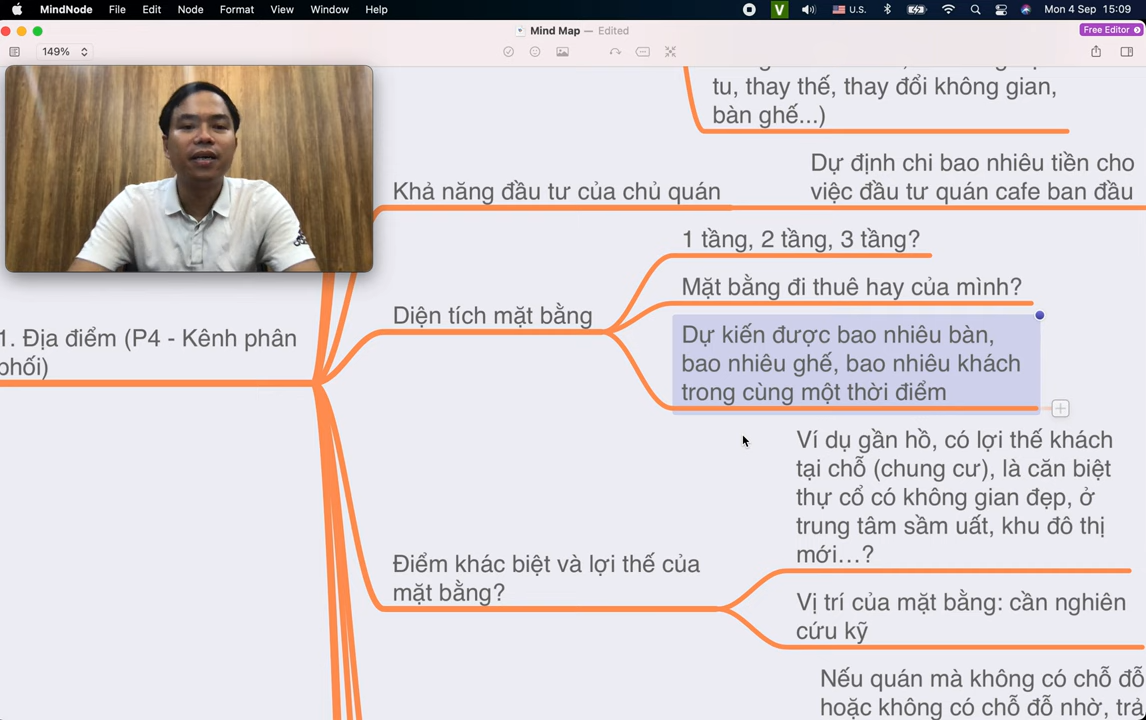 MindNode File Edit Node Format View Window Help V U.S. Mon 4 Sep 15:09
Mind Map — Edited
Free Editor
149%
tu, thay thế, thay đổi không gian,
bàn ghế...)
Khả năng đầu tư của chủ quán
Dự định chi bao nhiêu tiền cho
việc đầu tư quán cafe ban đầu
1 tầng, 2 tầng, 3 tầng?
Mặt bằng đi thuê hay của mình?
Diện tích mặt bằng
Dự kiến được bao nhiêu bàn,
bao nhiêu ghế, bao nhiêu khách
trong cùng một thời điểm
1. Địa điểm (P4 - Kênh phân
phối)
Ví dụ gần hồ, có lợi thế khách
tại chỗ (chung cư), là căn biệt
thự cổ có không gian đẹp, ở
trung tâm sầm uất, khu đô thị
mới...?
Điểm khác biệt và lợi thế của
mặt bằng?
Vị trí của mặt bằng: cần nghiên
cứu kỹ
Nếu quán mà không có chỗ đỗ
hoặc không có chỗ đỗ nhờ, trả